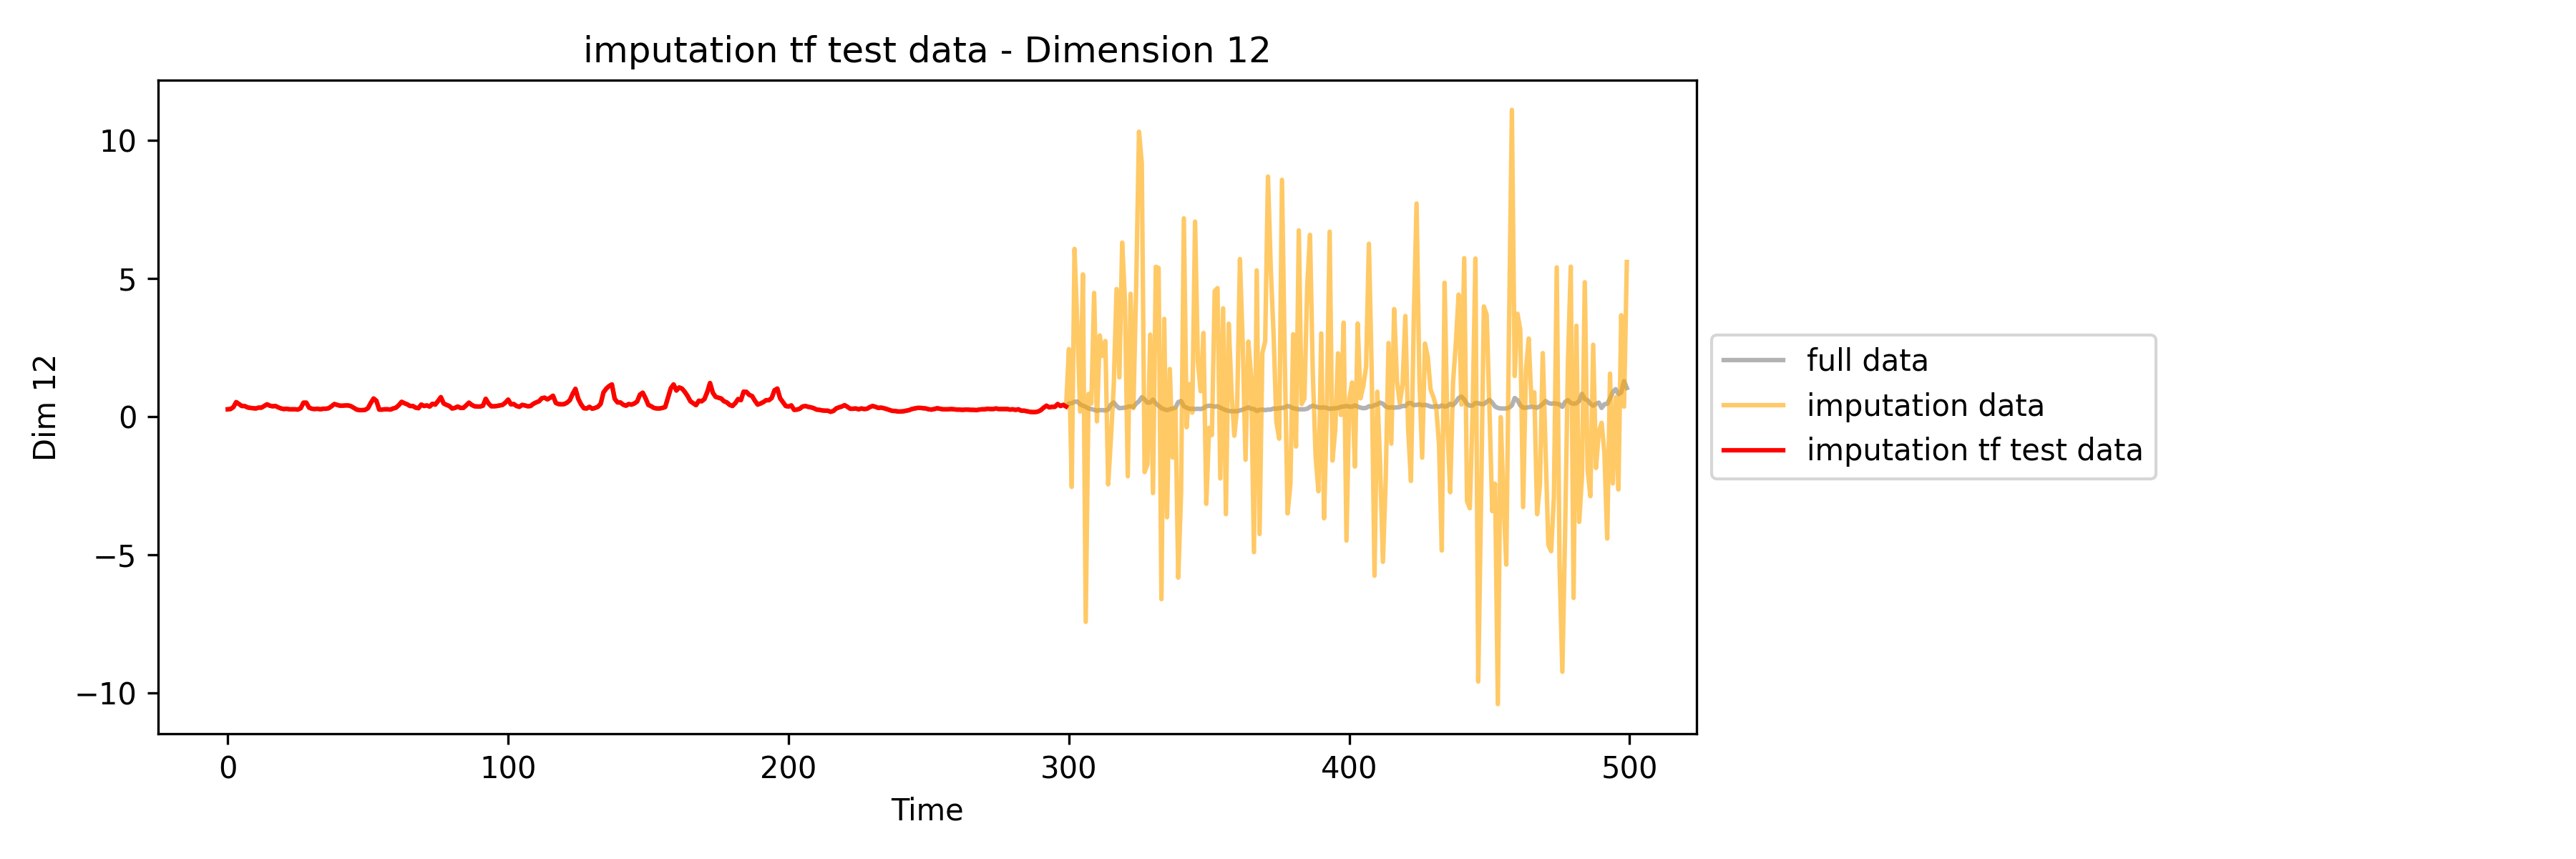 imputation tf test data - Dimension 12
10
5
0
−5
−10
Dim 12
0
100
200
300
400
500
Time
full data
imputation data
imputation tf test data